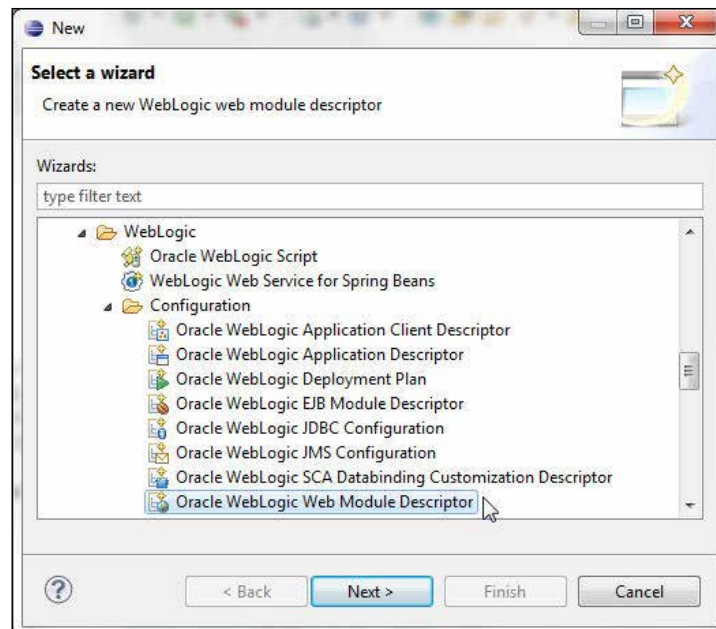 New
Select a wizard
Create a new WebLogic web module descriptor
Wizards:
type filter text
WebLogic
Oracle WebLogic Script
WebLogic Web Service for Spring Beans
Configuration
Oracle WebLogic Application Client Descriptor
Oracle WebLogic Application Descriptor
Oracle WebLogic Deployment Plan
Oracle WebLogic EJB Module Descriptor
Oracle WebLogic JDBC Configuration
Oracle WebLogic JMS Configuration
Oracle WebLogic SCA Databinding Customization Descriptor
Oracle WebLogic Web Module Descriptor
< Back Next > Finish Cancel